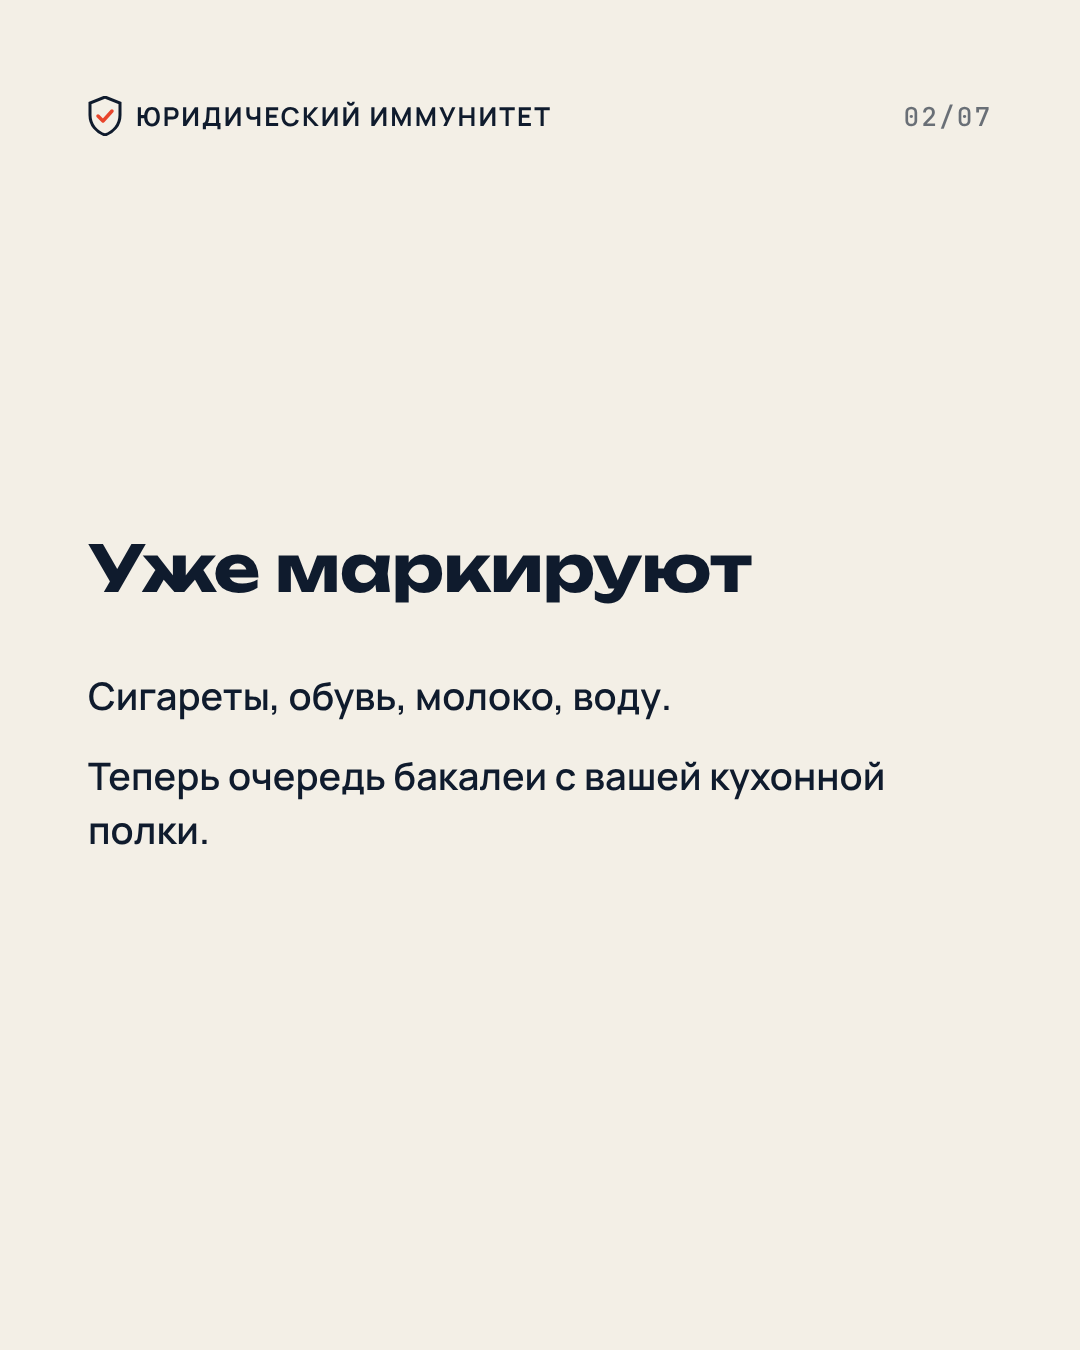 ЮРИДИЧЕСКИЙ ИММУНИТЕТ
02/07
Уже маркируют
Сигареты, обувь, молоко, воду.
Теперь очередь бакалеи с вашей кухонной
полки.